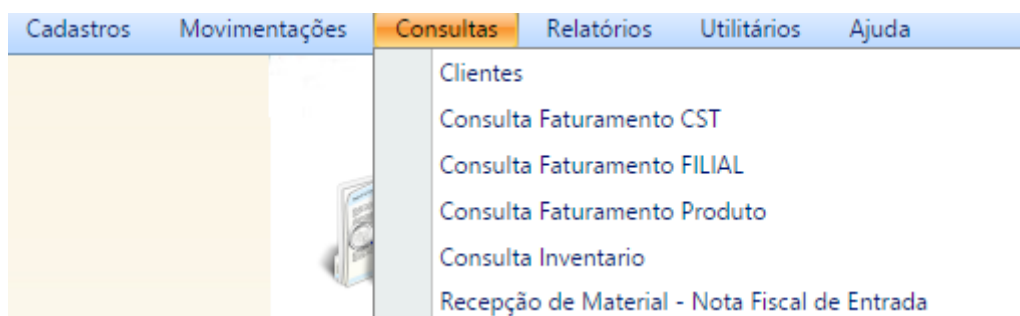 Cadastros Movimentações Consultas Relatórios Utilitários Ajuda
Clientes
Consulta Faturamento CST
Consulta Faturamento FILIAL
Consulta Faturamento Produto
Consulta Inventario
Recepção de Material - Nota Fiscal de Entrada